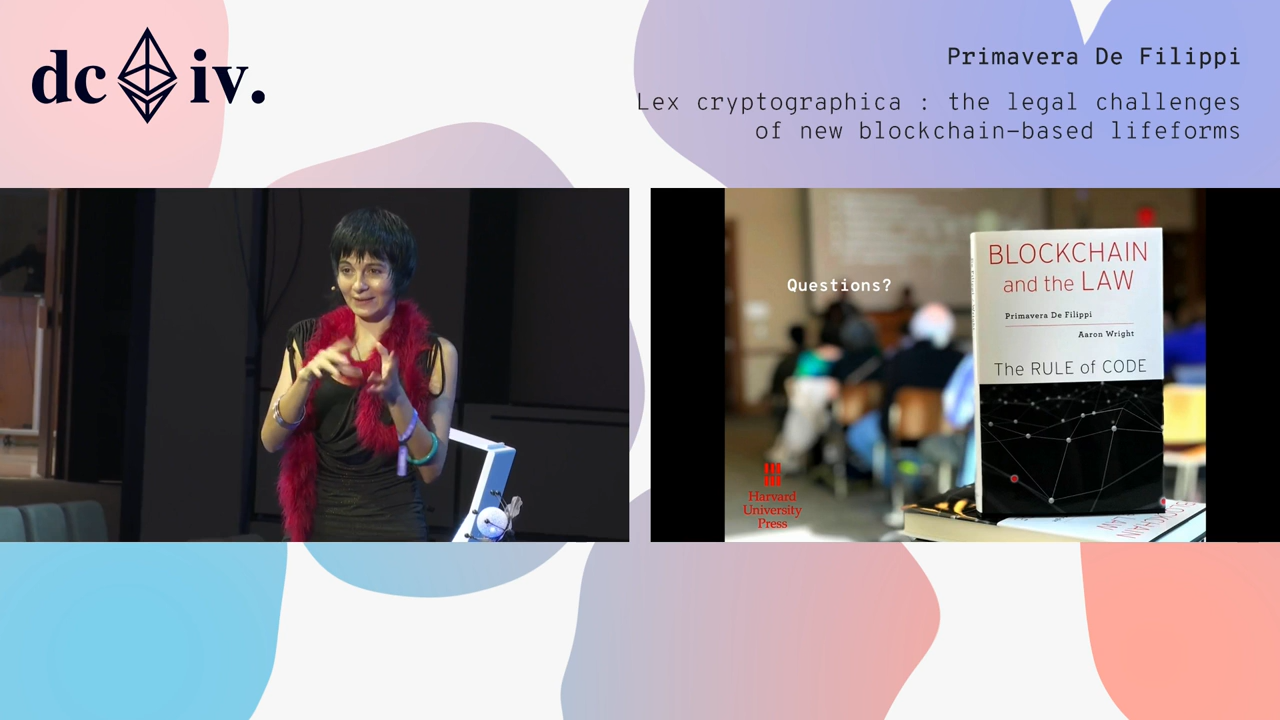 dc iv.
Primavera De Filippi
Lex cryptographica : the legal challenges
of new blockchain-based lifeforms
Questions?
BLOCKCHAIN
and the LAW
Primavera De Filippi
Aaron Wright
The RULE of CODE
Harvard
University
Press
BLOCKCHAIN